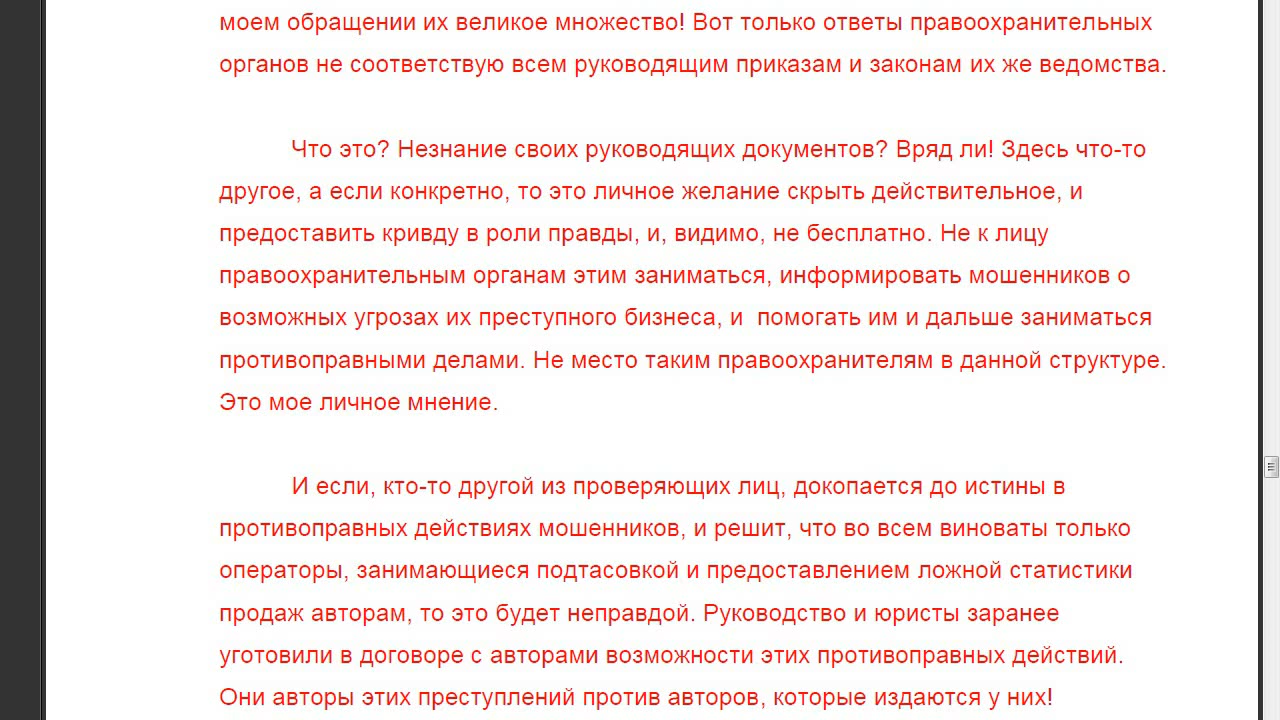 моем обращении их великое множество! Вот только ответы правоохранительных
органов не соответствую всем руководящим приказам и законам их же ведомства.
Что это? Незнание своих руководящих документов? Вряд ли! Здесь что-то
другое, а если конкретно, то это личное желание скрыть действительное, и
предоставить кривду в роли правды, и, видимо, не бесплатно. Не к лицу
правоохранительным органам этим заниматься, информировать мошенников о
возможных угрозах их преступного бизнеса, и  помогать им и дальше заниматься
противоправными делами. Не место таким правоохранителям в данной структуре.
Это мое личное мнение.
И если, кто-то другой из проверяющих лиц, докопается до истины в
противоправных действиях мошенников, и решит, что во всем виноваты только
операторы, занимающиеся подтасовкой и предоставлением ложной статистики
продаж авторам, то это будет неправдой. Руководство и юристы заранее
уготовили в договоре с авторами возможности этих противоправных действий.
Они авторы этих преступлений против авторов, которые издаются у них!